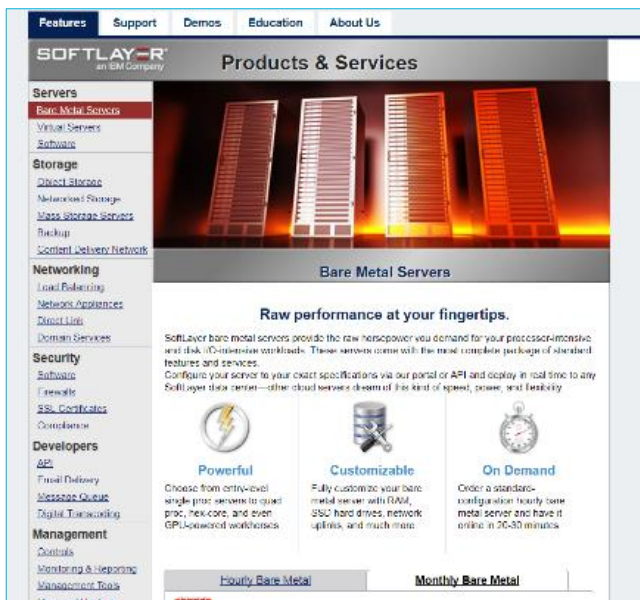 Features Support Demos Education About Us
SOFTLAYER®
an IBM Company
Products & Services
Servers
Bare Metal Servers
Virtual Servers
Software
Storage
Object Storage
Networked Storage
Mass Storage Servers
Backup
Content Delivery Network
Networking
Load Balancing
Network Appliances
Direct Link
Domain Services
Security
Software
Firewalls
SSL Certificates
Compliance
Developers
API
Email Delivery
Message Queue
Digital Transcoding
Management
Controls
Monitoring & Reporting
Management Tools
Bare Metal Servers
Raw performance at your fingertips.
SoftLayer bare metal servers provide the raw horsepower you demand for your processor-intensive
and disk I/O-intensive workloads. These servers come with the most complete package of standard
features and services.
Configure your server to your exact specifications via our portal or API and deploy in real time to any
SoftLayer data center—other cloud servers dream of this kind of speed, power, and flexibility
Powerful
Choose from entry-level
single proc servers to quad
proc, hex-core, and even
GPU-powered workhorses
Customizable
Fully customize your bare
metal server with RAM,
SSD hard drives, network
uplinks, and much more
On Demand
Order a standard-
configuration hourly bare
metal server and have it
online in 20-30 minutes
Hourly Bare Metal
Monthly Bare Metal